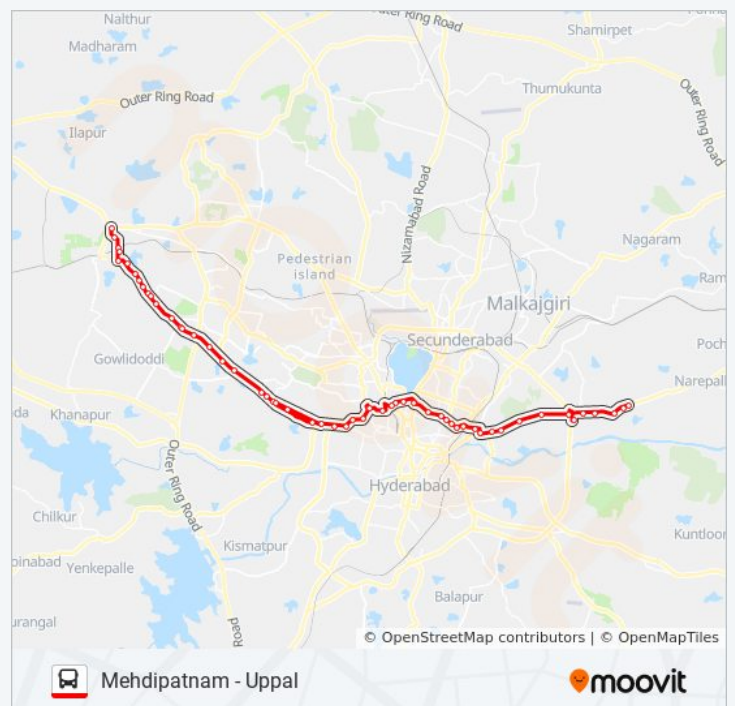 Outer Ring Road
Nalthur
Shamirpet
Madharam
Thumukunta
Outer Ring Road
Outer Ring Road
Ilapur
Nizamabad Road
Nagaram
Pedestrian
island
Ram
Malkajgiri
Secunderabad
Poch
Gowlidoddi
Narepall
Khanapur
Outer Ring Road
Hyderabad
Chilkur
Kismatpur
Kuntloor
oinabad
Yenkepalle
Balapur
urangal
Road
© OpenStreetMap contributors | © OpenMapTiles
Mehdipatnam - Uppal
moovit